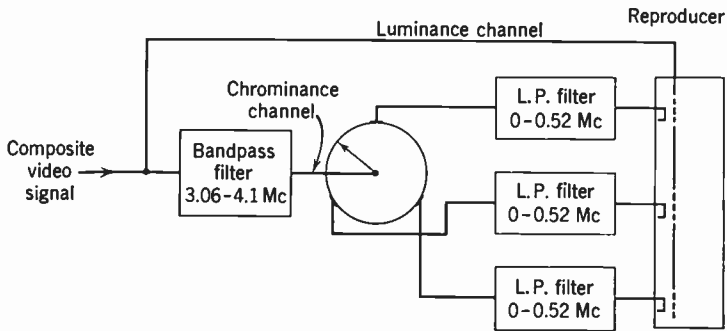 Reproducer
Luminance channel
Chrominance
channel
L.P. filter
0-0.52 Mc
Composite
video
signal
Bandpass
filter
3.06-4.1 Mc
L.P. filter
0-0.52 Mc
L.P. filter
0-0.52 Mc